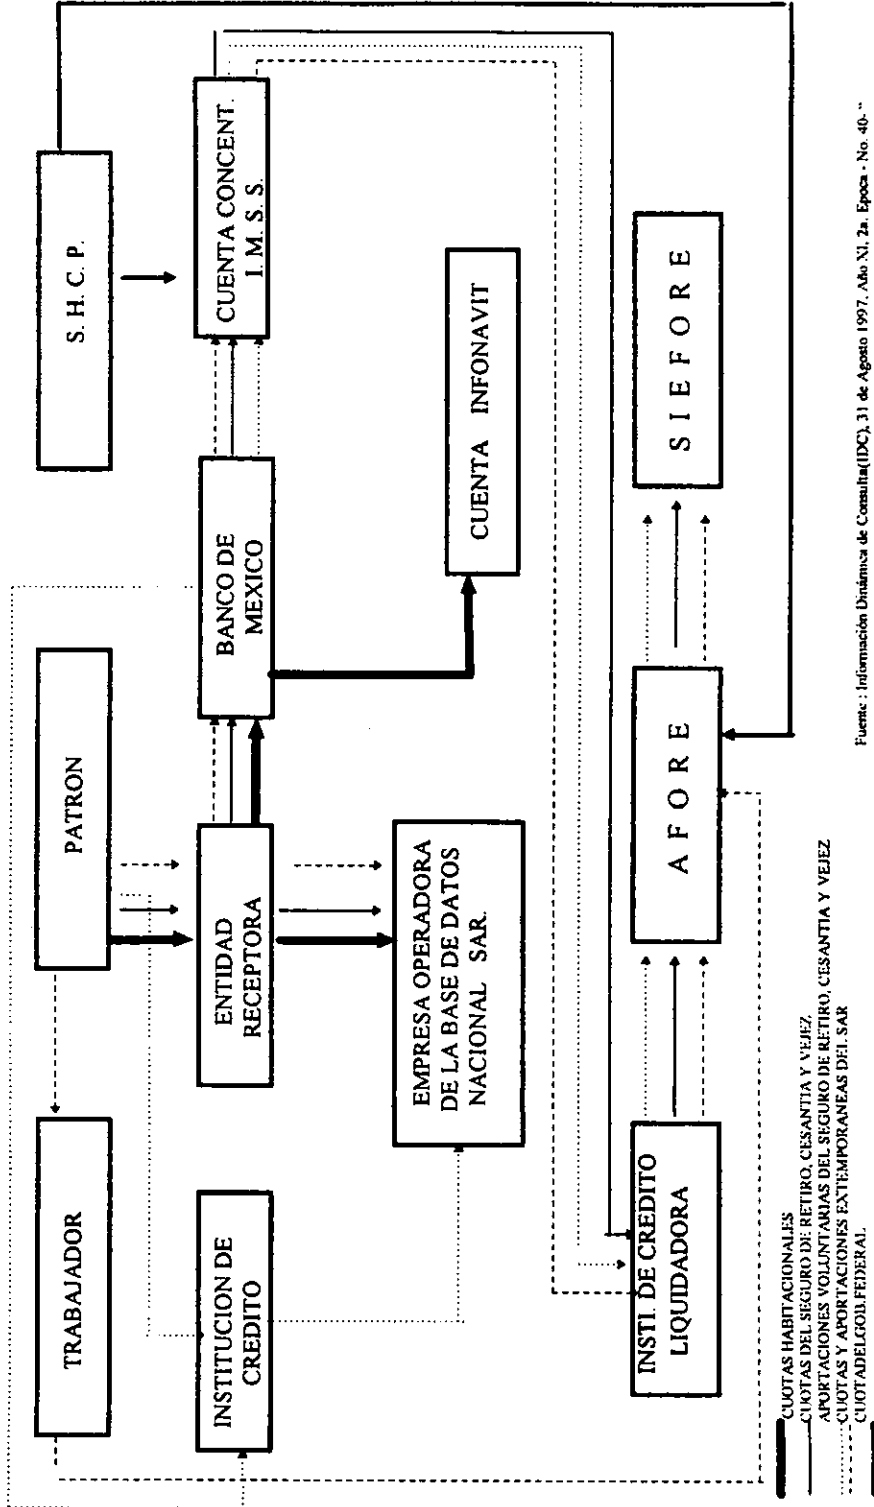 TRABAJADOR
PATRON
S. H. C. P.
INSTITUCION DE
CREDITO
ENTIDAD
RECEPTORA
BANCO DE
MEXICO
CUENTA CONCENT.
I. M. S. S.
EMPRESA OPERADORA
DE LA BASE DE DATOS
NACIONAL SAR.
CUENTA INFONAVIT
INSTI. DE CREDITO
LIQUIDADORA
A F O R E
S I E F O R E
CUOTAS HABITACIONALES
CUOTAS DEL SEGURO DE RETIRO, CESANTIA Y VEJEZ
APORTACIONES VOLUNTARIAS DEL SEGURO DE RETIRO, CESANTIA Y VEJEZ
CUOTAS Y APORTACIONES EXTEMPORANEAS DEL SAR
CUOTADELGOB.FEDERAL
Fuente : Información Dinámica de Consulta(IDC), 31 de Agosto 1997. Año XI, 2a. Epoca - No. 40- "